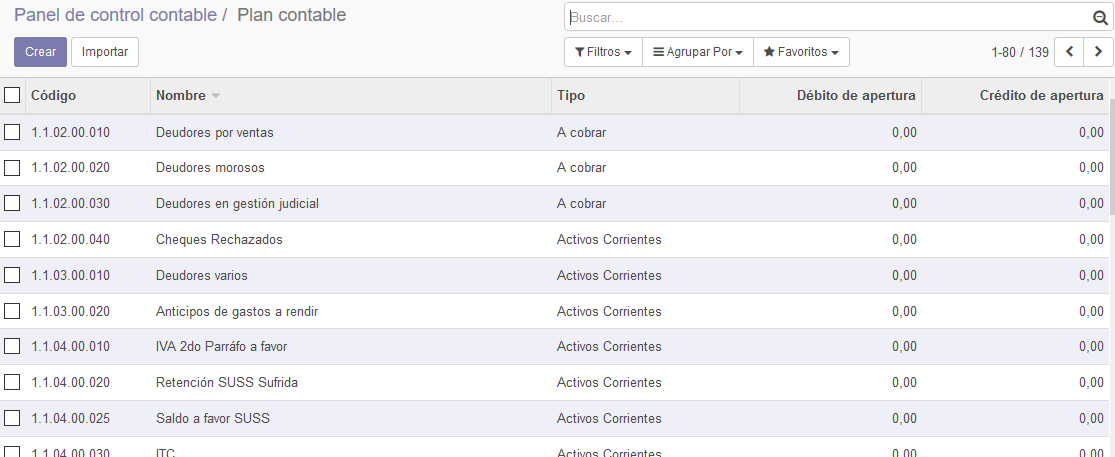 Panel de control contable / Plan contable
Buscar...
Crear Importar
Filtros Agrupar Por Favoritos 1-80 / 139
Código Nombre Tipo Débito de apertura Crédito de apertura
1.1.02.00.010 Deudores por ventas A cobrar 0,00 0,00
1.1.02.00.020 Deudores morosos A cobrar 0,00 0,00
1.1.02.00.030 Deudores en gestión judicial A cobrar 0,00 0,00
1.1.02.00.040 Cheques Rechazados Activos Corrientes 0,00 0,00
1.1.03.00.010 Deudores varios Activos Corrientes 0,00 0,00
1.1.03.00.020 Anticipos de gastos a rendir Activos Corrientes 0,00 0,00
1.1.04.00.010 IVA 2do Parráfo a favor Activos Corrientes 0,00 0,00
1.1.04.00.020 Retención SUSS Sufrida Activos Corrientes 0,00 0,00
1.1.04.00.025 Saldo a favor SUSS Activos Corrientes 0,00 0,00
1.1.04.00.030 ITC Activos Corrientes 0,00 0,00